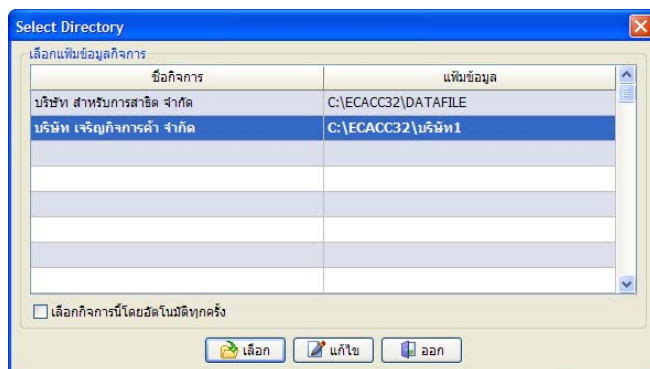 Select Directory
เลือกแฟ้มข้อมูลกิจการ
ชื่อกิจการ แฟ้มข้อมูล
บริษัท สำหรับการสาธิต จำกัด C:\ECACC32\DATAFILE
บริษัท เจริญกิจการค้า จำกัด C:\ECACC32\บริษัท1
เลือกกิจการนี้โดยอัตโนมัติทุกครั้ง
เลือก แก้ไข ออก